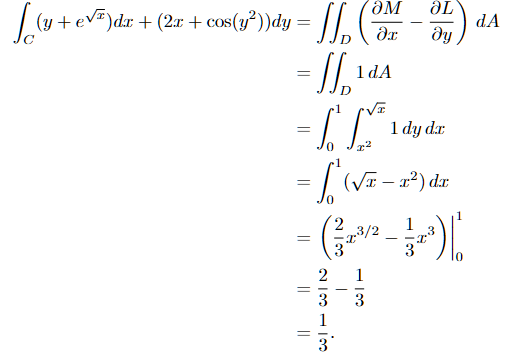 ∫_C (y + e^{√x})dx + (2x + cos(y²))dy = ∬_D (∂M/∂x − ∂L/∂y) dA
= ∬_D 1 dA
= ∫_0^1 ∫_{x²}^{√x} 1 dy dx
= ∫_0^1 (√x − x²) dx
= (2/3 x^{3/2} − 1/3 x³)|_0^1
= 2/3 − 1/3
= 1/3.